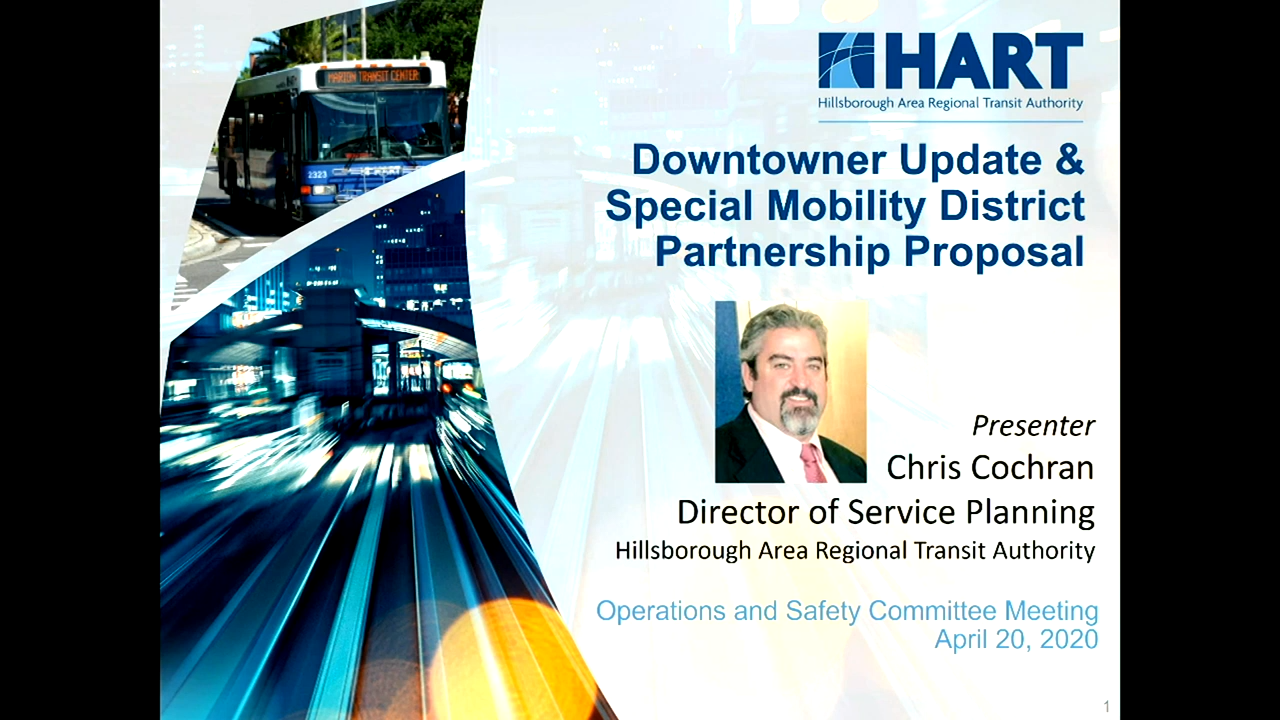 MARION TRANSIT CENTER
2323
HART
HART
Hillsborough Area Regional Transit Authority
Downtowner Update &
Special Mobility District
Partnership Proposal
Presenter
Chris Cochran
Director of Service Planning
Hillsborough Area Regional Transit Authority
Operations and Safety Committee Meeting
April 20, 2020
1